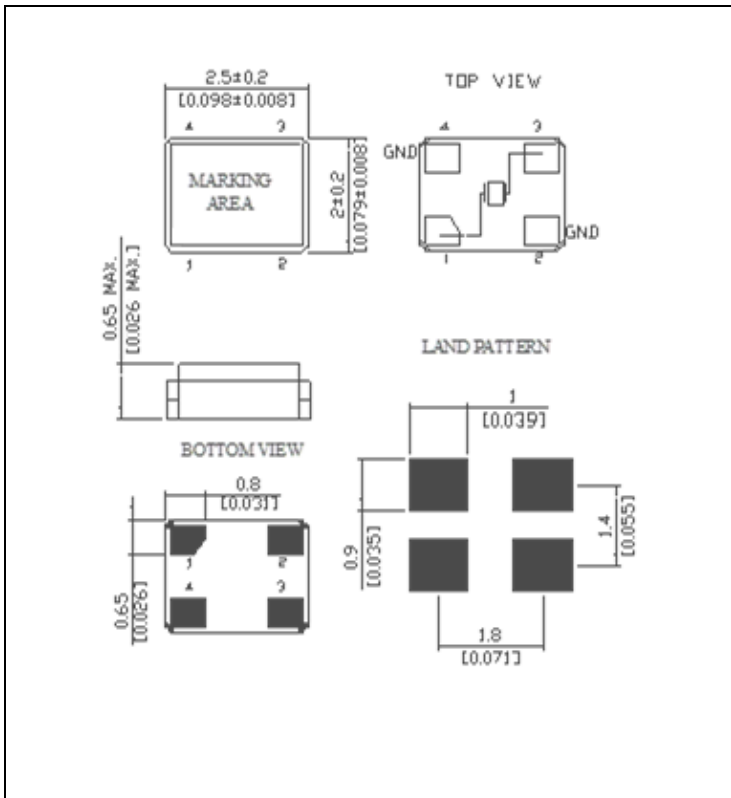 2.5±0.2
[0.098±0.008]
4 3
MARKING
AREA
1 2
2±0.2
[0.079±0.008]
TOP VIEW
4 3
GND
GND
1 2
0.65 MAX.
[0.026 MAX.]
LAND PATTERN
1
[0.039]
0.9
[0.035]
1.4
[0.055]
1.8
[0.071]
BOTTOM VIEW
0.8
[0.031]
1 2
4 3
0.65
[0.026]